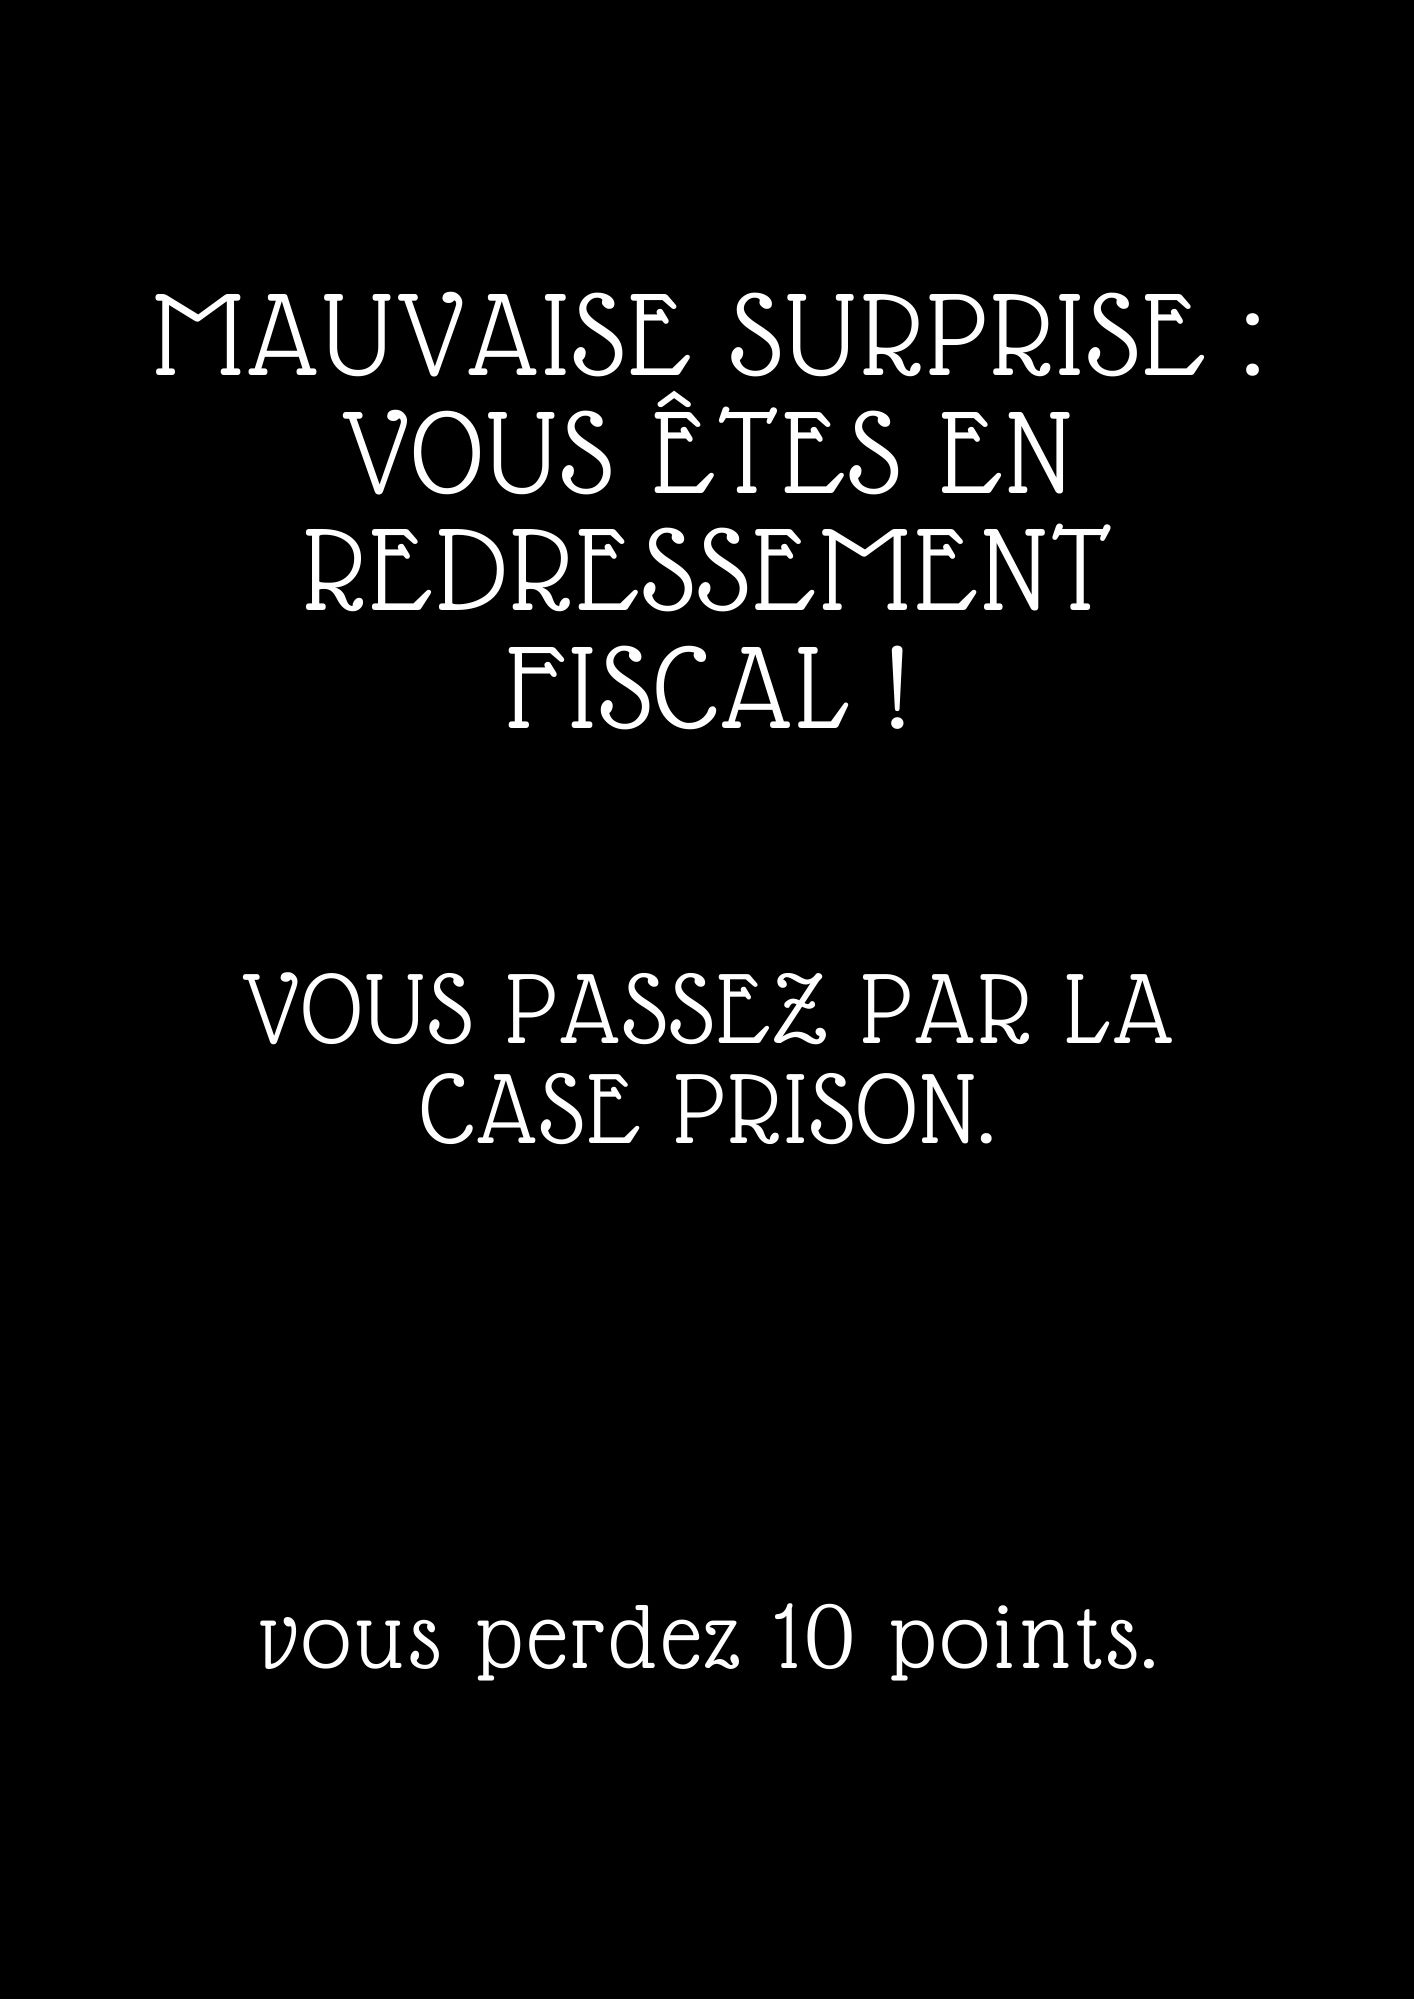 MAUVAISE SURPRISE :
VOUS ÊTES EN
REDRESSEMENT
FISCAL !
VOUS PASSEZ PAR LA
CASE PRISON.
vous perdez 10 points.